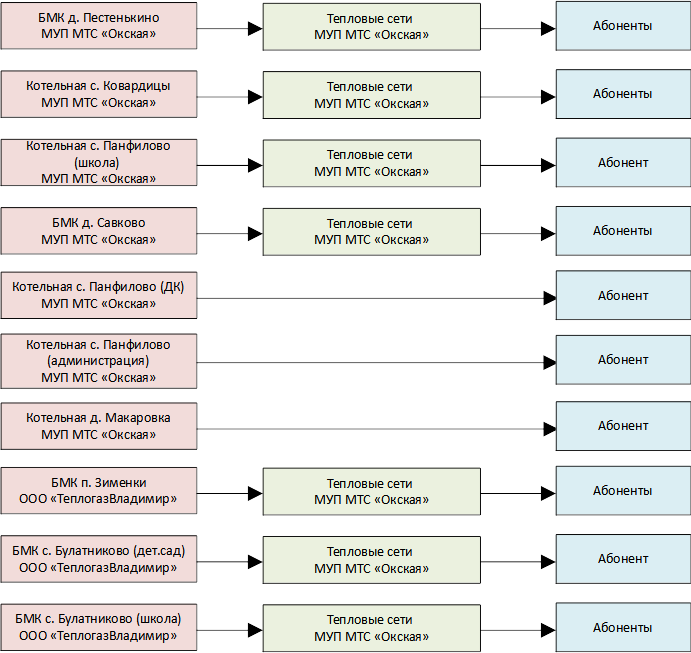 БМК д. Пестенькино
МУП МТС «Окская»
Тепловые сети
МУП МТС «Окская»
Абоненты
Котельная с. Ковардицы
МУП МТС «Окская»
Тепловые сети
МУП МТС «Окская»
Абоненты
Котельная с. Панфилово
(школа)
МУП МТС «Окская»
Тепловые сети
МУП МТС «Окская»
Абонент
БМК д. Савково
МУП МТС «Окская»
Тепловые сети
МУП МТС «Окская»
Абоненты
Котельная с. Панфилово (ДК)
МУП МТС «Окская»
Абонент
Котельная с. Панфилово
(администрация)
МУП МТС «Окская»
Абонент
Котельная д. Макаровка
МУП МТС «Окская»
Абонент
БМК п. Зименки
ООО «ТеплогазВладимир»
Тепловые сети
МУП МТС «Окская»
Абоненты
БМК с. Булатниково (дет.сад)
ООО «ТеплогазВладимир»
Тепловые сети
МУП МТС «Окская»
Абонент
БМК с. Булатниково (школа)
ООО «ТеплогазВладимир»
Тепловые сети
МУП МТС «Окская»
Абоненты